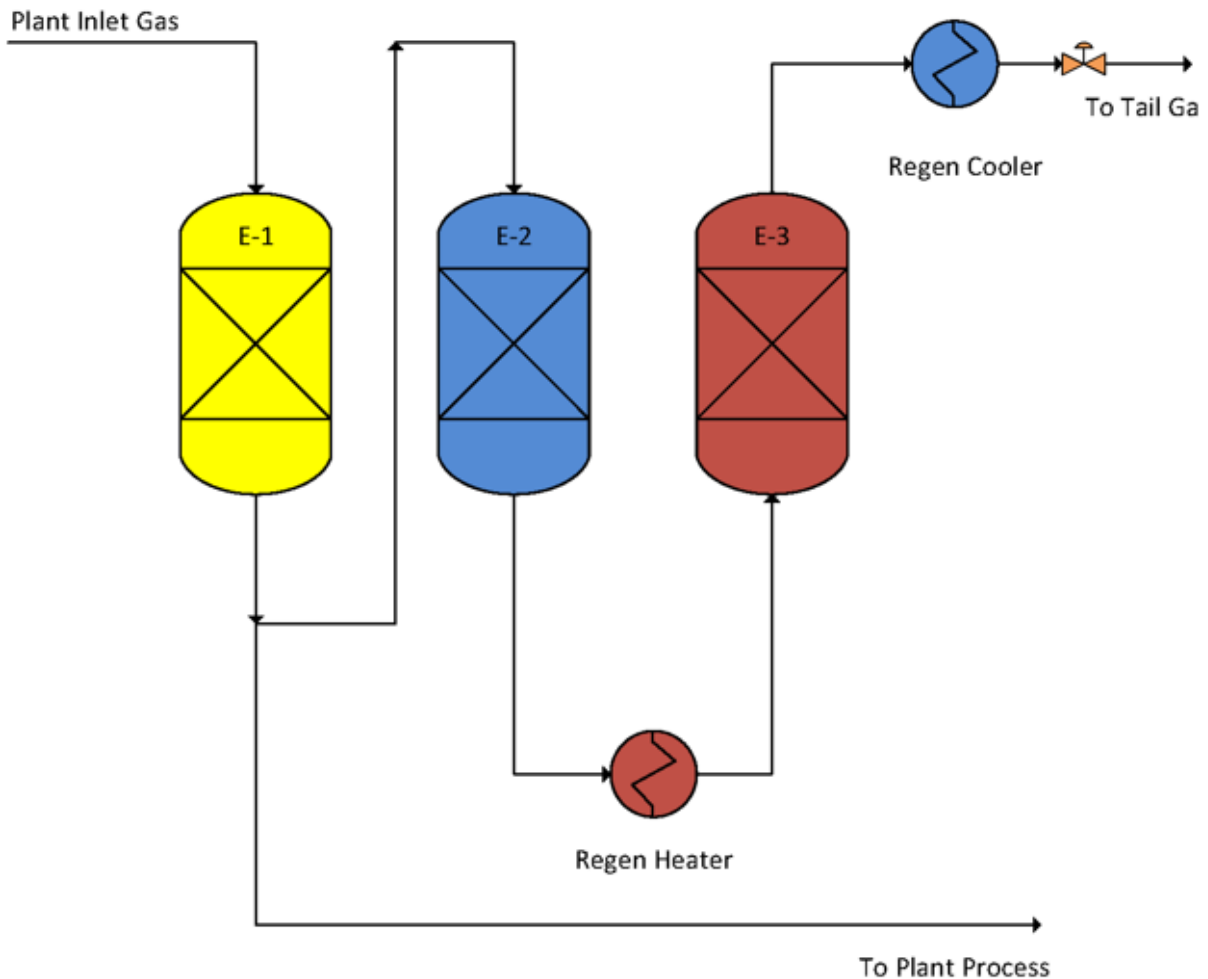 Plant Inlet Gas
To Tail Ga
Regen Cooler
E-1
E-2
E-3
Regen Heater
To Plant Process